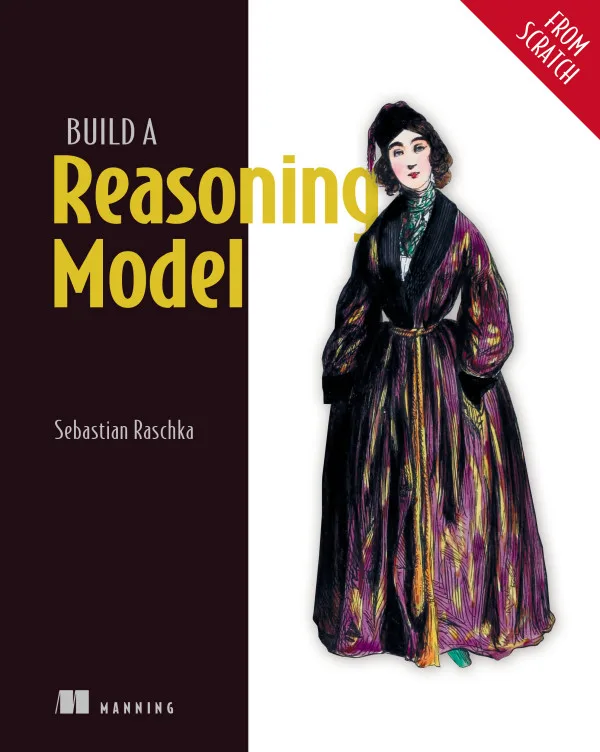 FROM
SCRATCH
BUILD A
Reasoning
Model
Sebastian Raschka
MANNING